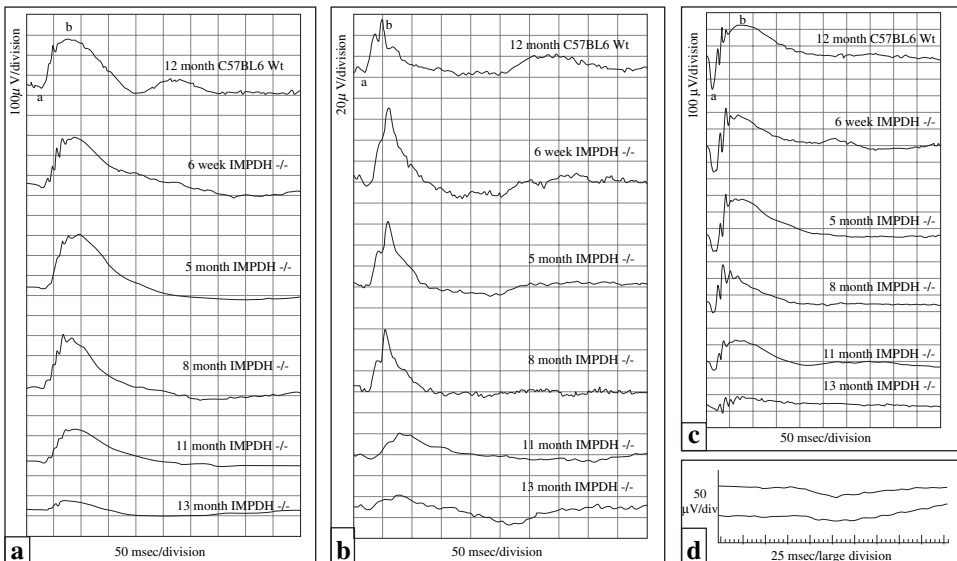 b
12 month C57BL6 Wt
a
100µ V/division
6 week IMPDH -/-
5 month IMPDH -/-
8 month IMPDH -/-
11 month IMPDH -/-
13 month IMPDH -/-
a
50 msec/division
b
12 month C57BL6 Wt
a
20µ V/division
6 week IMPDH -/-
5 month IMPDH -/-
8 month IMPDH -/-
11 month IMPDH -/-
13 month IMPDH -/-
b
50 msec/division
b
12 month C57BL6 Wt
a
100 µV/division
6 week IMPDH -/-
5 month IMPDH -/-
8 month IMPDH -/-
11 month IMPDH -/-
13 month IMPDH -/-
c
50 msec/division
50
µV/div
d
25 msec/large division